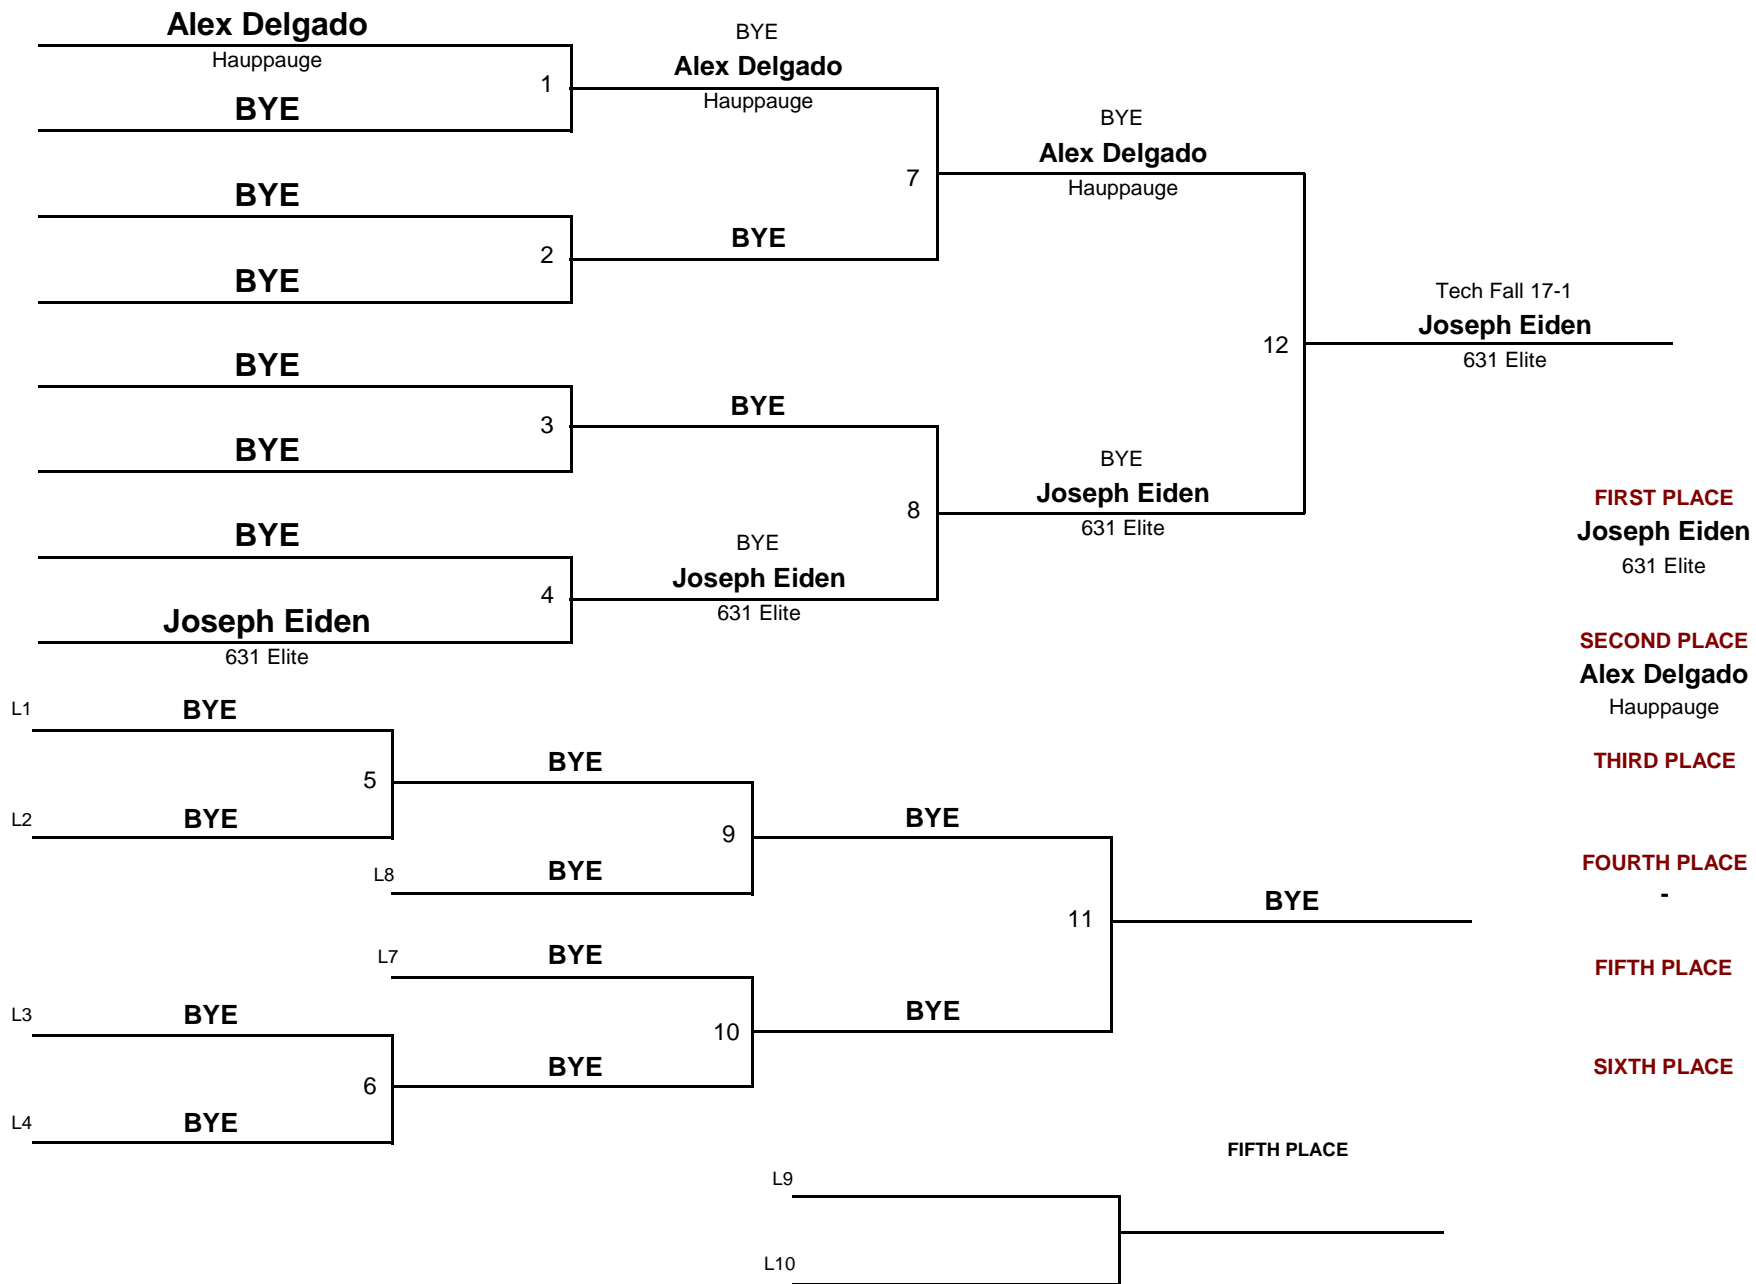 Alex Delgado
Hauppauge
1
BYE
BYE
2
BYE
BYE
3
BYE
BYE
4
Joseph Eiden
631 Elite
BYE
Alex Delgado
Hauppauge
7
BYE
BYE
8
BYE
Joseph Eiden
631 Elite
BYE
Alex Delgado
Hauppauge
12
BYE
Joseph Eiden
631 Elite
Tech Fall 17-1
Joseph Eiden
631 Elite
FIRST PLACE
Joseph Eiden
631 Elite
SECOND PLACE
Alex Delgado
Hauppauge
THIRD PLACE
FOURTH PLACE
-
FIFTH PLACE
SIXTH PLACE
L1 BYE
5
L2 BYE
L3 BYE
6
L4 BYE
BYE
9
L8 BYE
L7 BYE
10
BYE
BYE
11
BYE
BYE
FIFTH PLACE
L9
L10